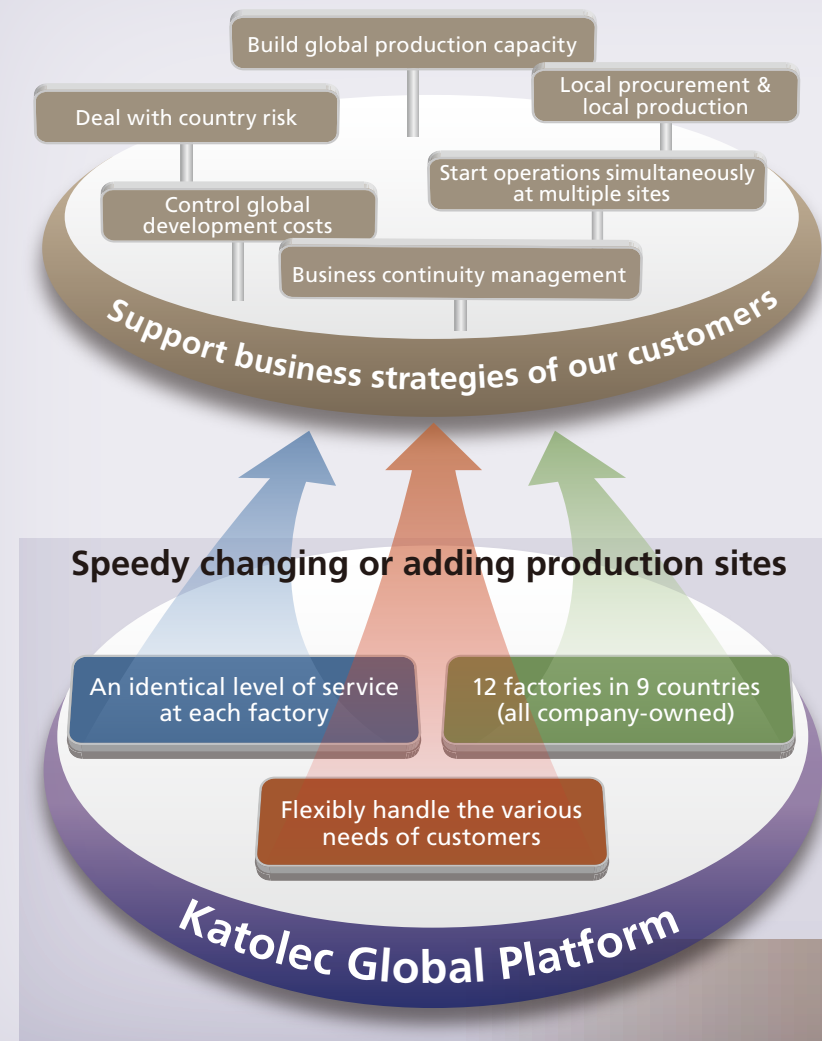 Build global production capacity
Local procurement &
local production
Deal with country risk
Start operations simultaneously
at multiple sites
Control global
development costs
Business continuity management
Support business strategies of our customers
Speedy changing or adding production sites
An identical level of service
at each factory
12 factories in 9 countries
(all company-owned)
Flexibly handle the various
needs of customers
Katolec Global Platform